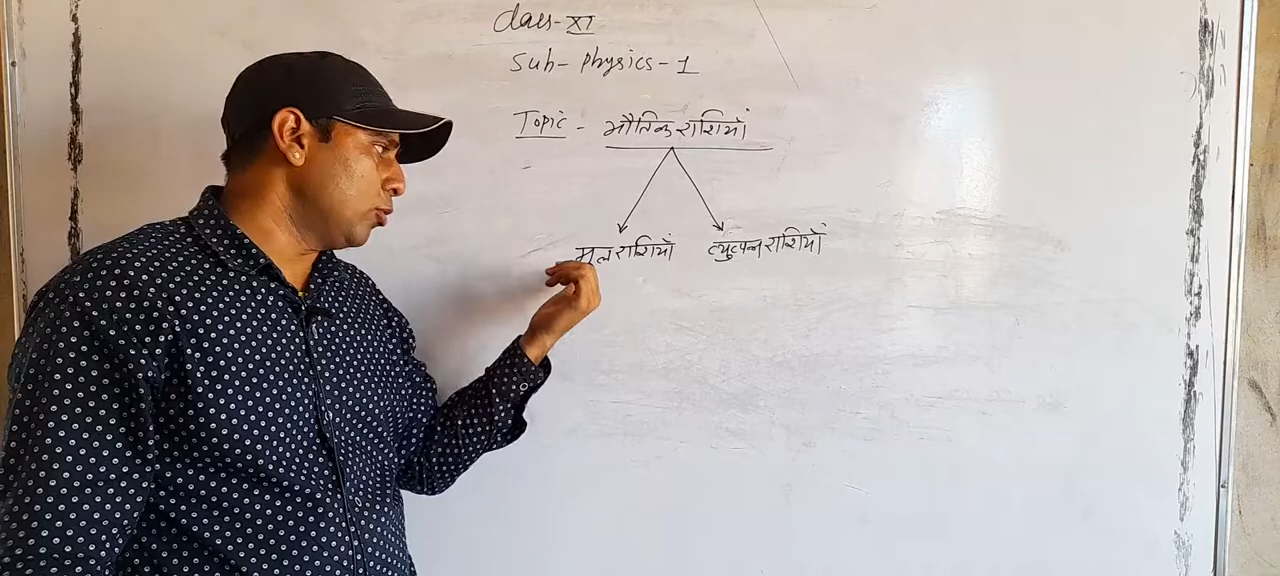 Class-XI
Sub- Physics-1
Topic - भौतिक राशियाँ
मूल राशियाँ व्युत्पन्न राशियाँ